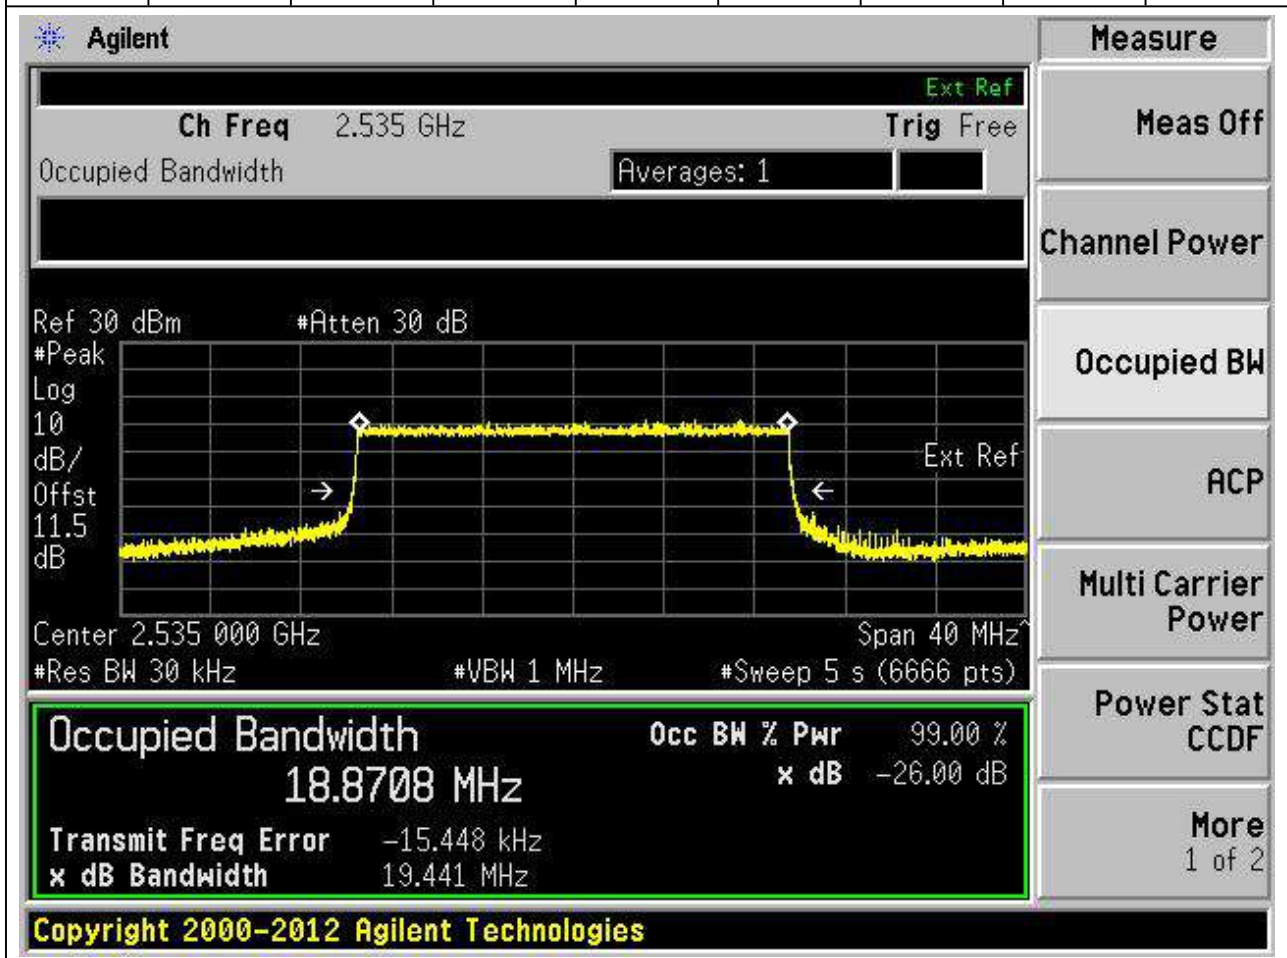 Agilent
Measure
Ext Ref
Ch Freq 2.535 GHz Trig Free
Meas Off
Occupied Bandwidth Averages: 1
Channel Power
Ref 30 dBm #Atten 30 dB
#Peak
Log
10
dB/
Offst
11.5
dB
Ext Ref
Occupied BW
ACP
Center 2.535 000 GHz Span 40 MHz^
#Res BW 30 kHz #VBW 1 MHz #Sweep 5 s (6666 pts)
Multi Carrier
Power
Occupied Bandwidth Occ BW % Pwr 99.00 %
18.8708 MHz x dB -26.00 dB
Transmit Freq Error -15.448 kHz
x dB Bandwidth 19.441 MHz
Power Stat
CCDF
More
1 of 2
Copyright 2000-2012 Agilent Technologies